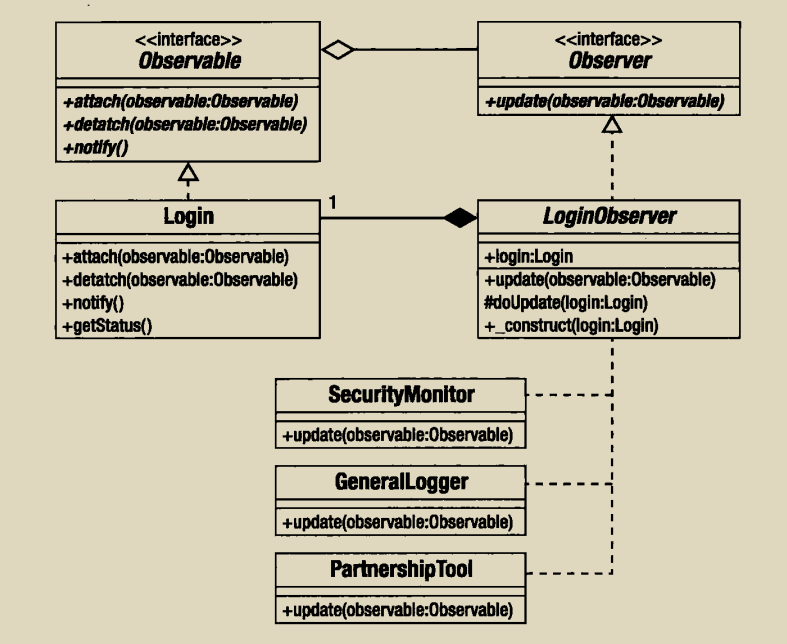 <<interface>>
Observable
+attach(observable:Observable)
+detatch(observable:Observable)
+notify()
<<interface>>
Observer
+update(observable:Observable)
Login
+attach(observable:Observable)
+detatch(observable:Observable)
+notify()
+getStatus()
1
LoginObserver
+login:Login
+update(observable:Observable)
#doUpdate(login:Login)
+_construct(login:Login)
SecurityMonitor
+update(observable:Observable)
GeneralLogger
+update(observable:Observable)
PartnershipTool
+update(observable:Observable)